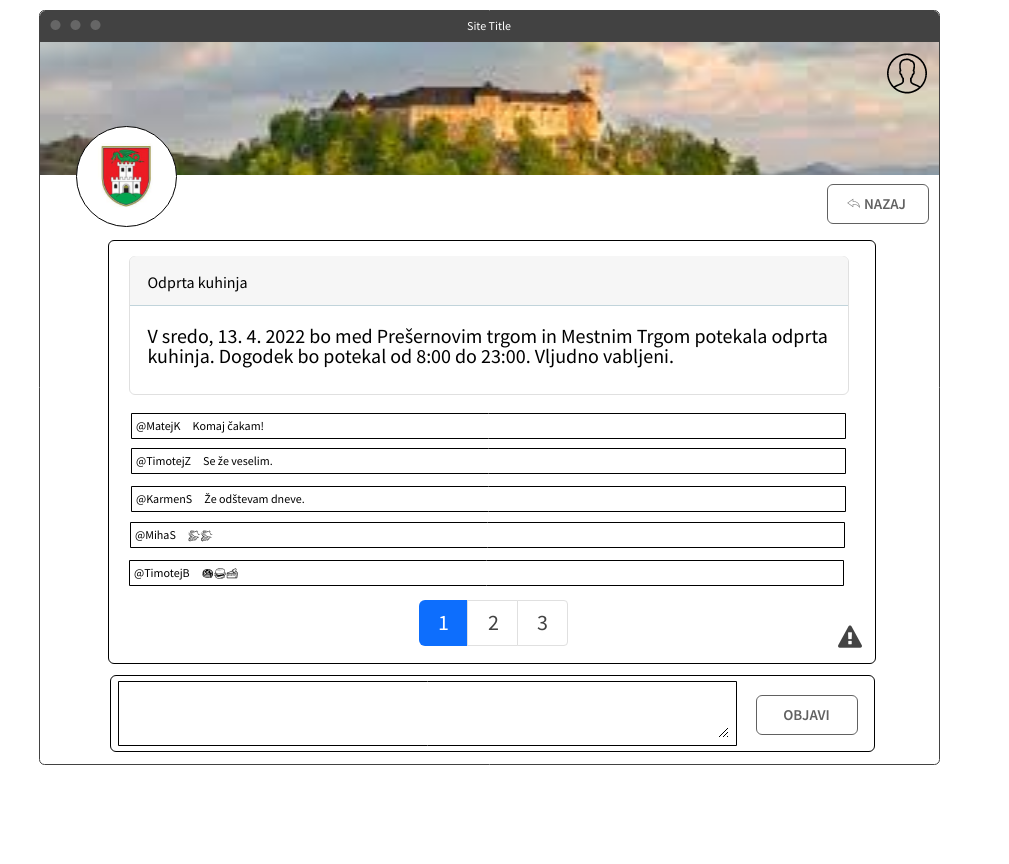 Site Title
NAZAJ
Odprta kuhinja
V sredo, 13. 4. 2022 bo med Prešernovim trgom in Mestnim Trgom potekala odprta
kuhinja. Dogodek bo potekal od 8:00 do 23:00. Vljudno vabljeni.
@MatejK Komaj čakam!
@TimotejZ Se že veselim.
@KarmenS Že odštevam dneve.
@MihaS
@TimotejB
1 2 3
OBJAVI